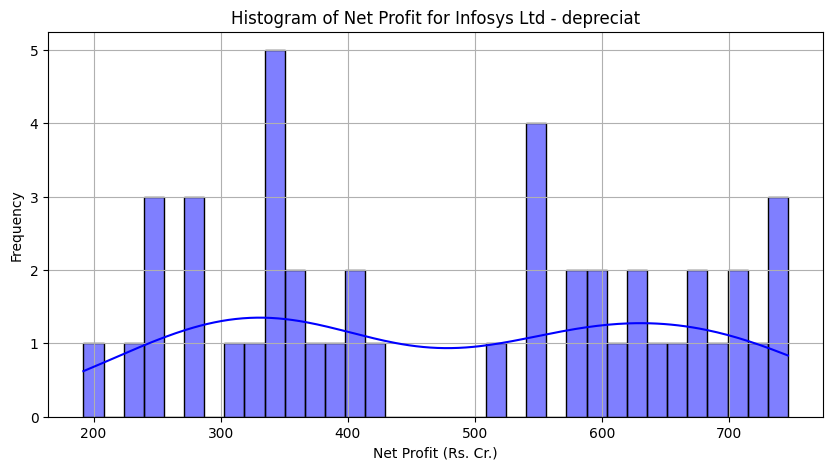 Histogram of Net Profit for Infosys Ltd - depreciat
5
4
3
2
1
0
Frequency
200 300 400 500 600 700
Net Profit (Rs. Cr.)